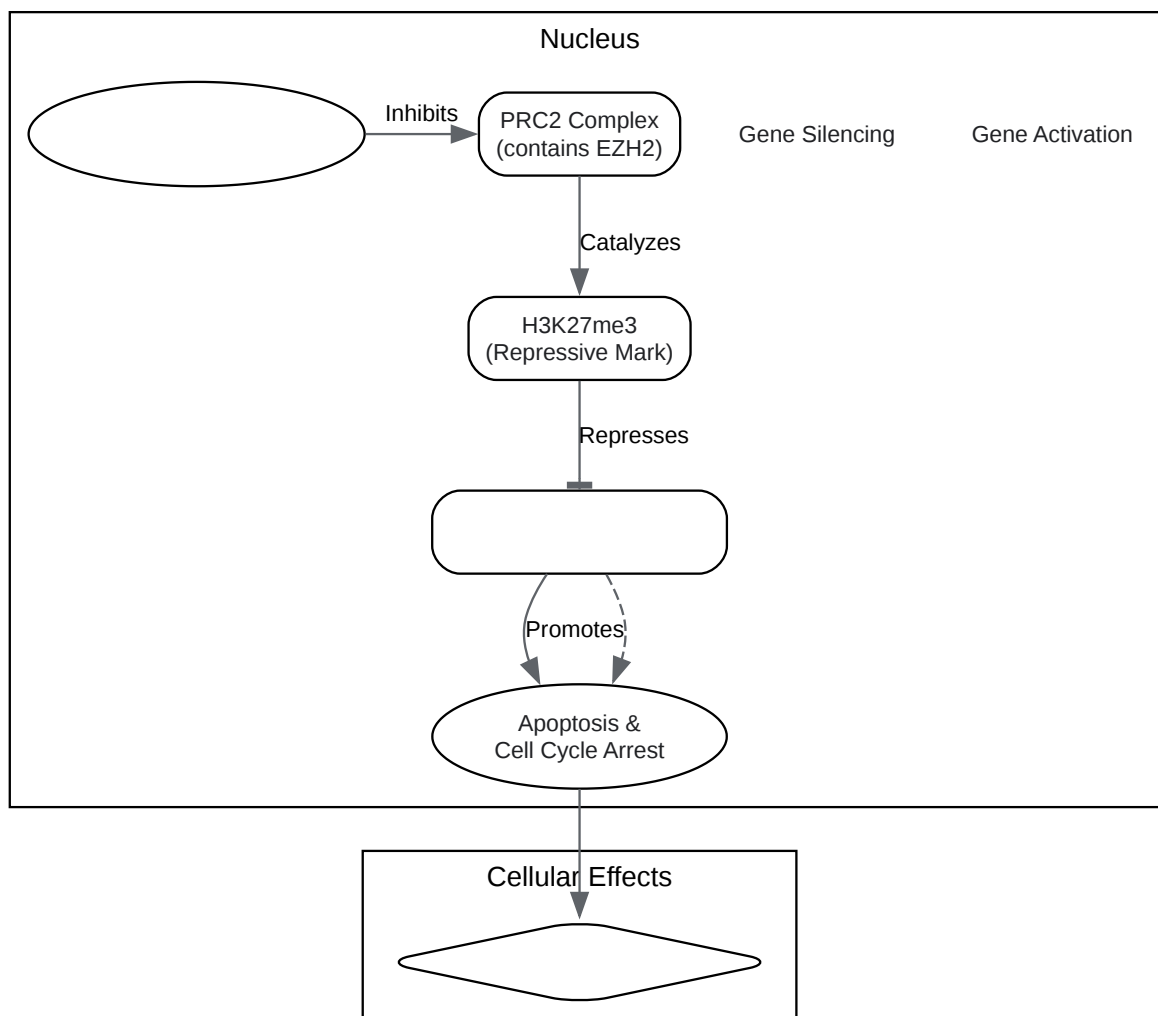 Nucleus
Inhibits
PRC2 Complex
(contains EZH2)
Gene Silencing
Gene Activation
Catalyzes
H3K27me3
(Repressive Mark)
Represses
Promotes
Apoptosis &
Cell Cycle Arrest
Cellular Effects